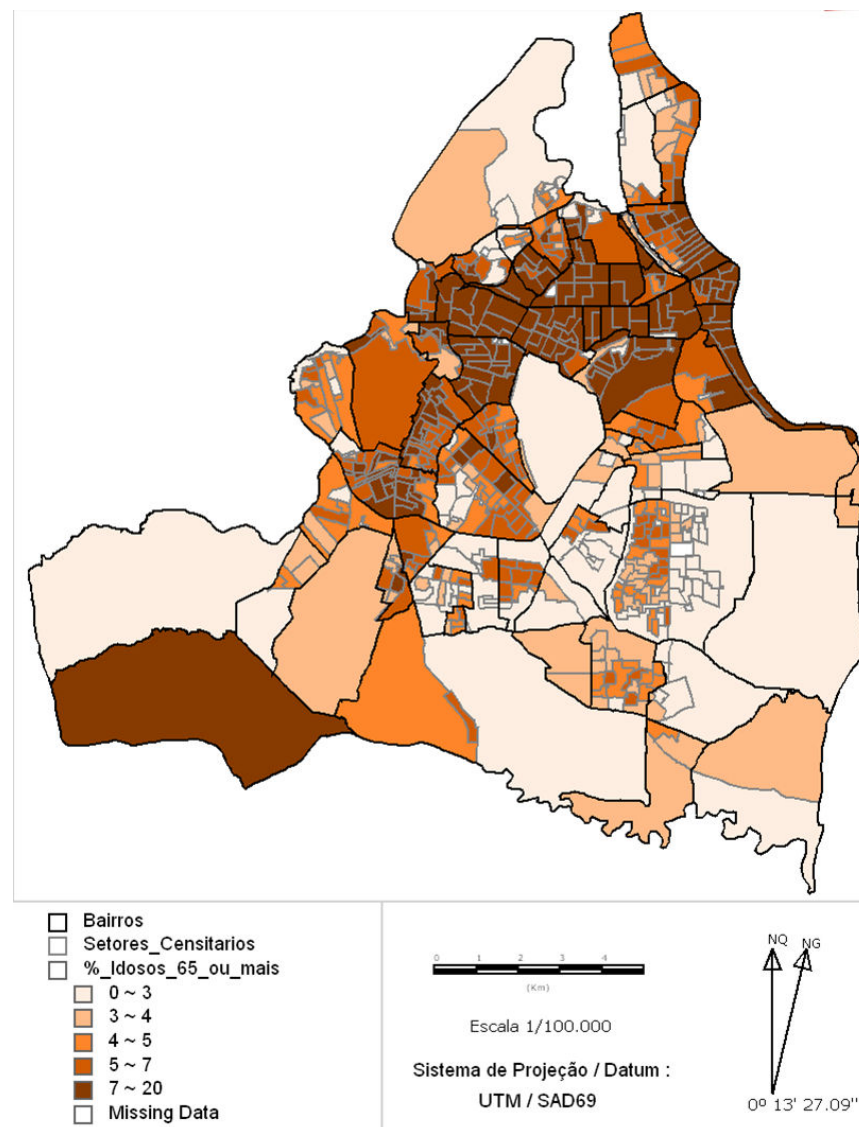 Bairros
Setores_Censitarios
%_Idosos_65_ou_mais
0 ~ 3
3 ~ 4
4 ~ 5
5 ~ 7
7 ~ 20
Missing Data
0 1 2 3 4
(Km)
Escala 1/100.000
Sistema de Projeção / Datum :
UTM / SAD69
NQ NG
0º 13' 27.09"